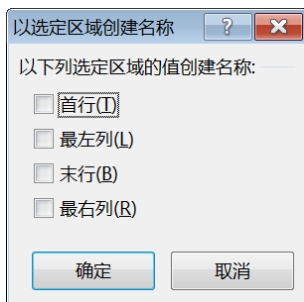 以选定区域创建名称
以下列选定区域的值创建名称:
首行(T)
最左列(L)
末行(B)
最右列(R)
确定 取消